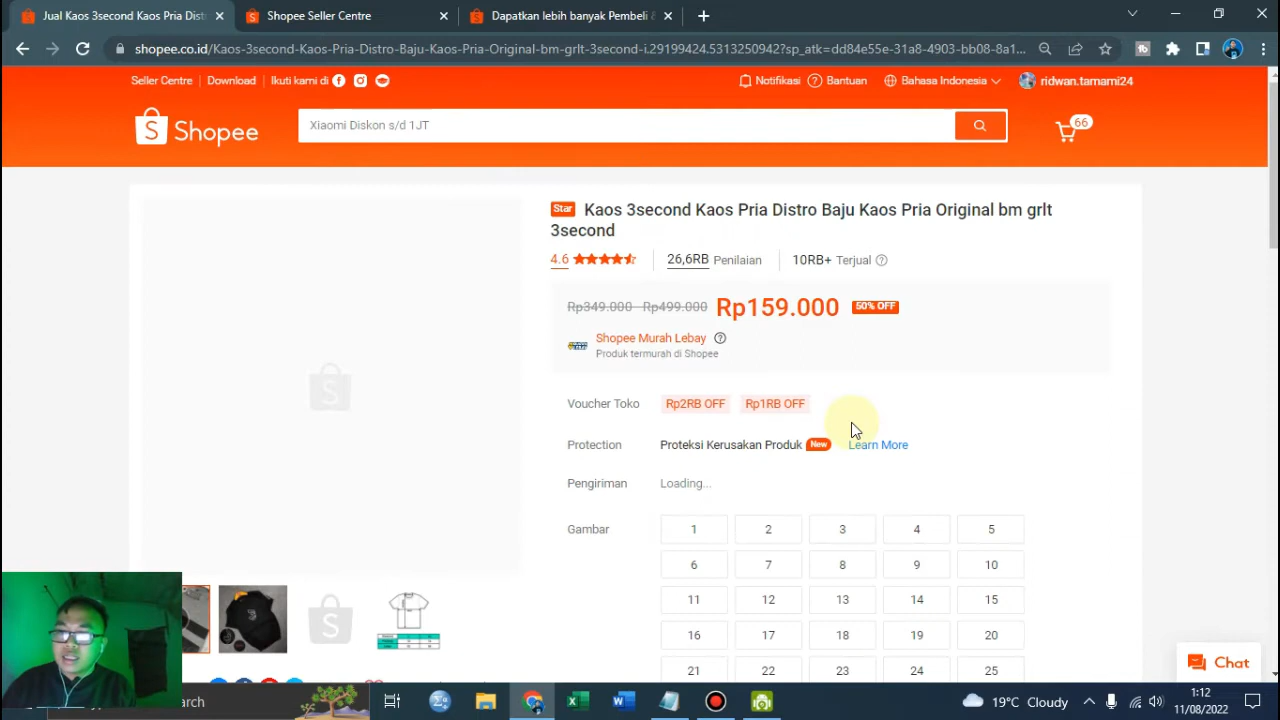 Jual Kaos 3second Kaos Pria Distr
Shopee Seller Centre
Dapatkan lebih banyak Pembeli &
shopee.co.id/Kaos-3second-Kaos-Pria-Distro-Baju-Kaos-Pria-Original-bm-grlt-3second-i.29199424.5313250942?sp_atk=dd84e55e-31a8-4903-bb08-8a1...
Seller Centre
Download
Ikuti kami di
Notifikasi
Bantuan
Bahasa Indonesia
ridwan.tamami24
Shopee
Xiaomi Diskon s/d 1JT
66
Star Kaos 3second Kaos Pria Distro Baju Kaos Pria Original bm grlt
3second
4.6
26,6RB Penilaian
10RB+ Terjual
Rp349.000 - Rp499.000 Rp159.000 50% OFF
Shopee Murah Lebay
Produk termurah di Shopee
Voucher Toko Rp2RB OFF Rp1RB OFF
Protection Proteksi Kerusakan Produk New Learn More
Pengiriman Loading...
Gambar 1 2 3 4 5
6 7 8 9 10
11 12 13 14 15
16 17 18 19 20
21 22 23 24 25
Chat
arch
19°C Cloudy
1:12
11/08/2022